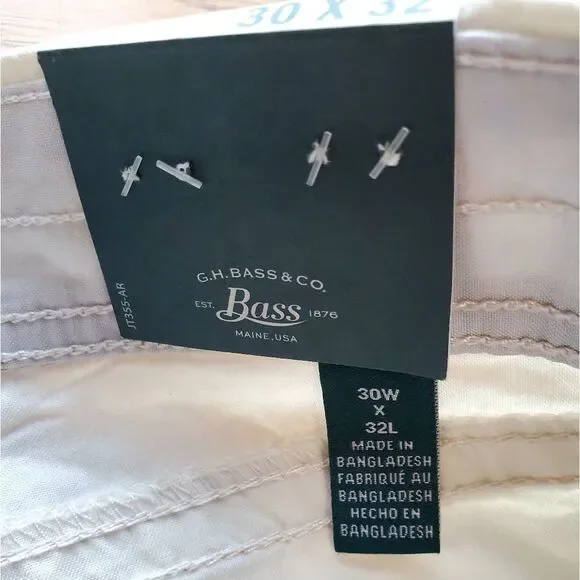 30 X 32
G.H.BASS&CO.
EST. Bass 1876
MAINE, USA
JT355-AR
30W
X
32L
MADE IN
BANGLADESH
FABRIQUÉ AU
BANGLADESH
HECHO EN
BANGLADESH